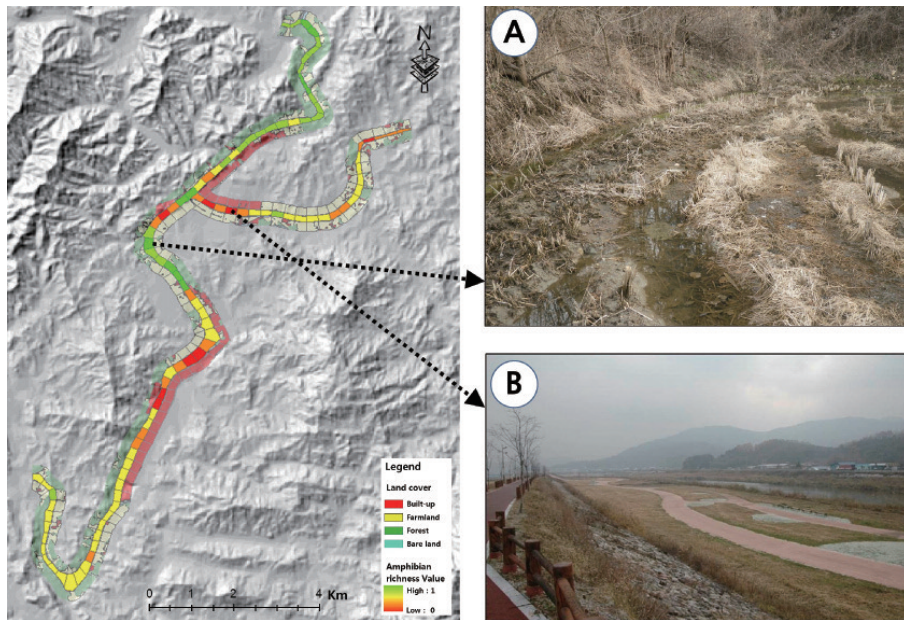 N
A
B
Legend
Land cover
Built-up
Farmland
Forest
Bare land
Amphibian
richness Value
High : 1
Low : 0
0 1 2 4 Km